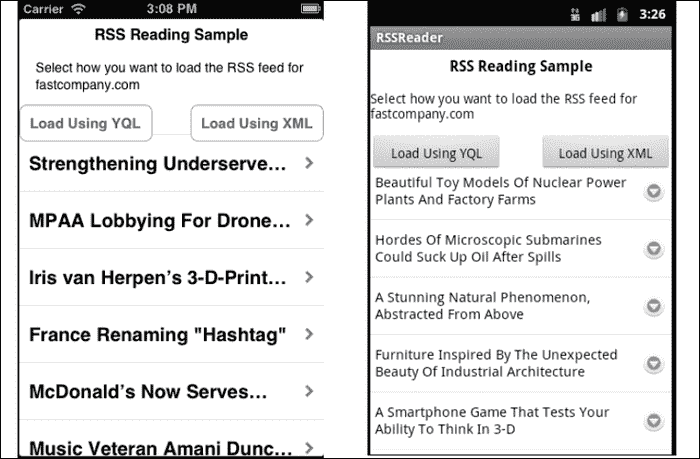 Carrier 3:08 PM
RSS Reading Sample
Select how you want to load the RSS feed for
fastcompany.com
Load Using YQL Load Using XML
Strengthening Underserve...
MPAA Lobbying For Drone...
Iris van Herpen's 3-D-Print...
France Renaming "Hashtag"
McDonald's Now Serves...
Music Veteran Amani Dunc...
3G 3:26
RSSReader
RSS Reading Sample
Select how you want to load the RSS feed for
fastcompany.com
Load Using YQL Load Using XML
Beautiful Toy Models Of Nuclear Power
Plants And Factory Farms
Hordes Of Microscopic Submarines
Could Suck Up Oil After Spills
A Stunning Natural Phenomenon,
Abstracted From Above
Furniture Inspired By The Unexpected
Beauty Of Industrial Architecture
A Smartphone Game That Tests Your
Ability To Think In 3-D